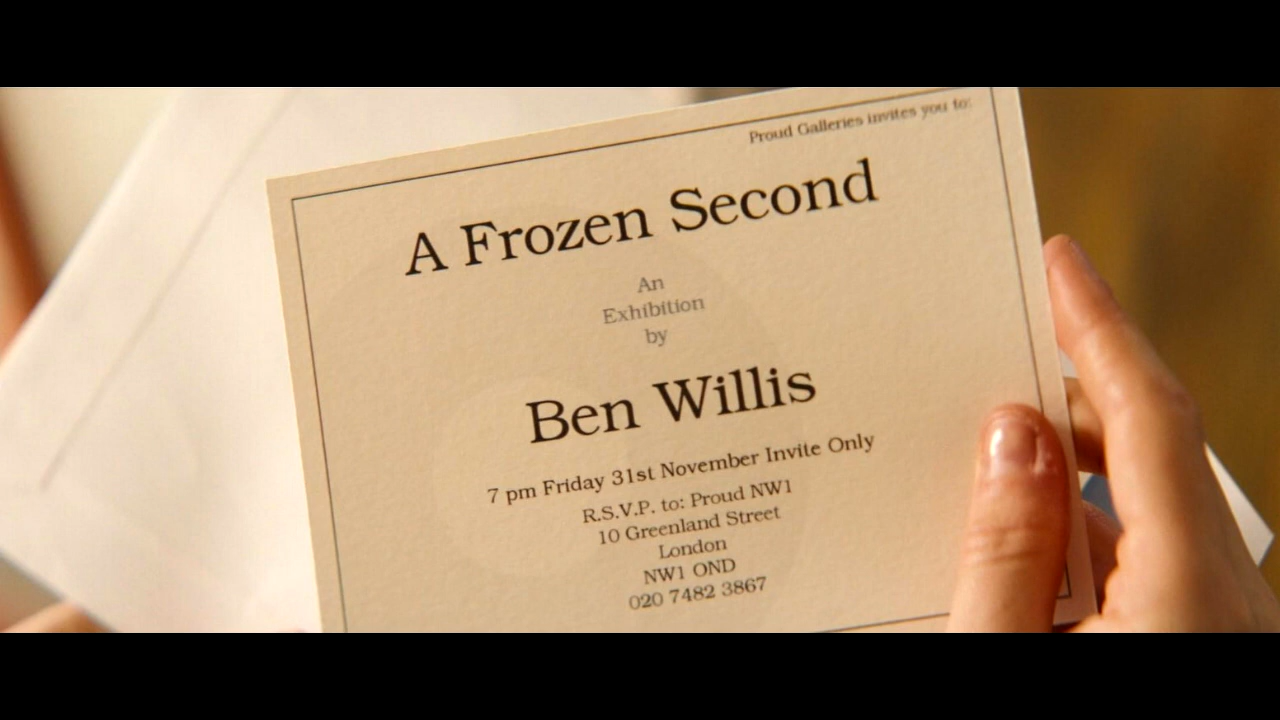 Proud Galleries invites you to:
A Frozen Second
An
Exhibition
by
Ben Willis
7 pm Friday 31st November Invite Only
R.S.V.P. to: Proud NW1
10 Greenland Street
London
NW1 OND
020 7482 3867